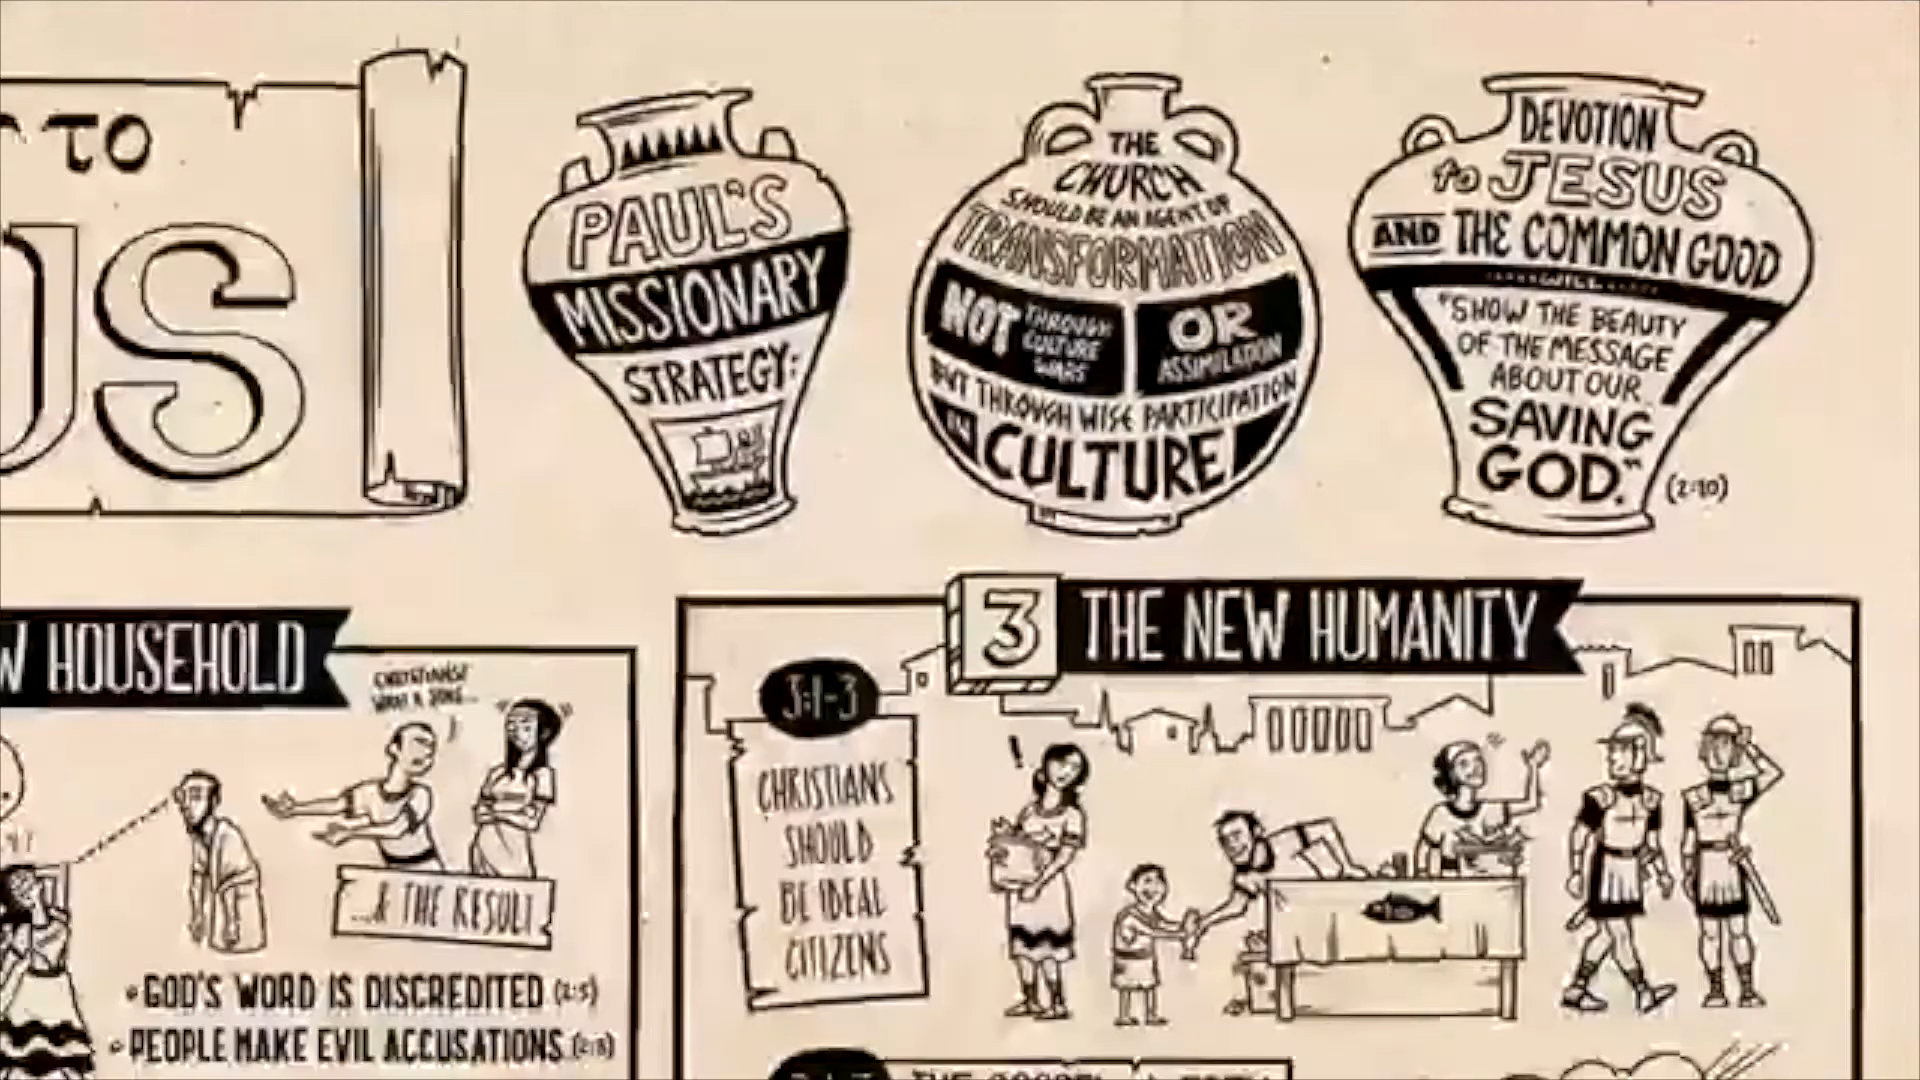 TO
US
PAUL'S
MISSIONARY
STRATEGY:
THE
CHURCH
SHOULD BE AN AGENT OF
TRANSFORMATION
NOT THROUGH
CULTURE
WARS
OR
ASSIMILATION
BUT THROUGH WISE PARTICIPATION
IN
CULTURE
DEVOTION
to JESUS
AND THE COMMON GOOD
WILL
"SHOW THE BEAUTY
OF THE MESSAGE
ABOUT OUR
SAVING
GOD." (2:10)
W HOUSEHOLD
CHRISTIANS!
WHAT A JOKE...
...& THE RESULT
• GOD'S WORD IS DISCREDITED (2:5)
• PEOPLE MAKE EVIL ACCUSATIONS (2:8)
3 THE NEW HUMANITY
3:1-3
CHRISTIANS
SHOULD
BE IDEAL
CITIZENS
!